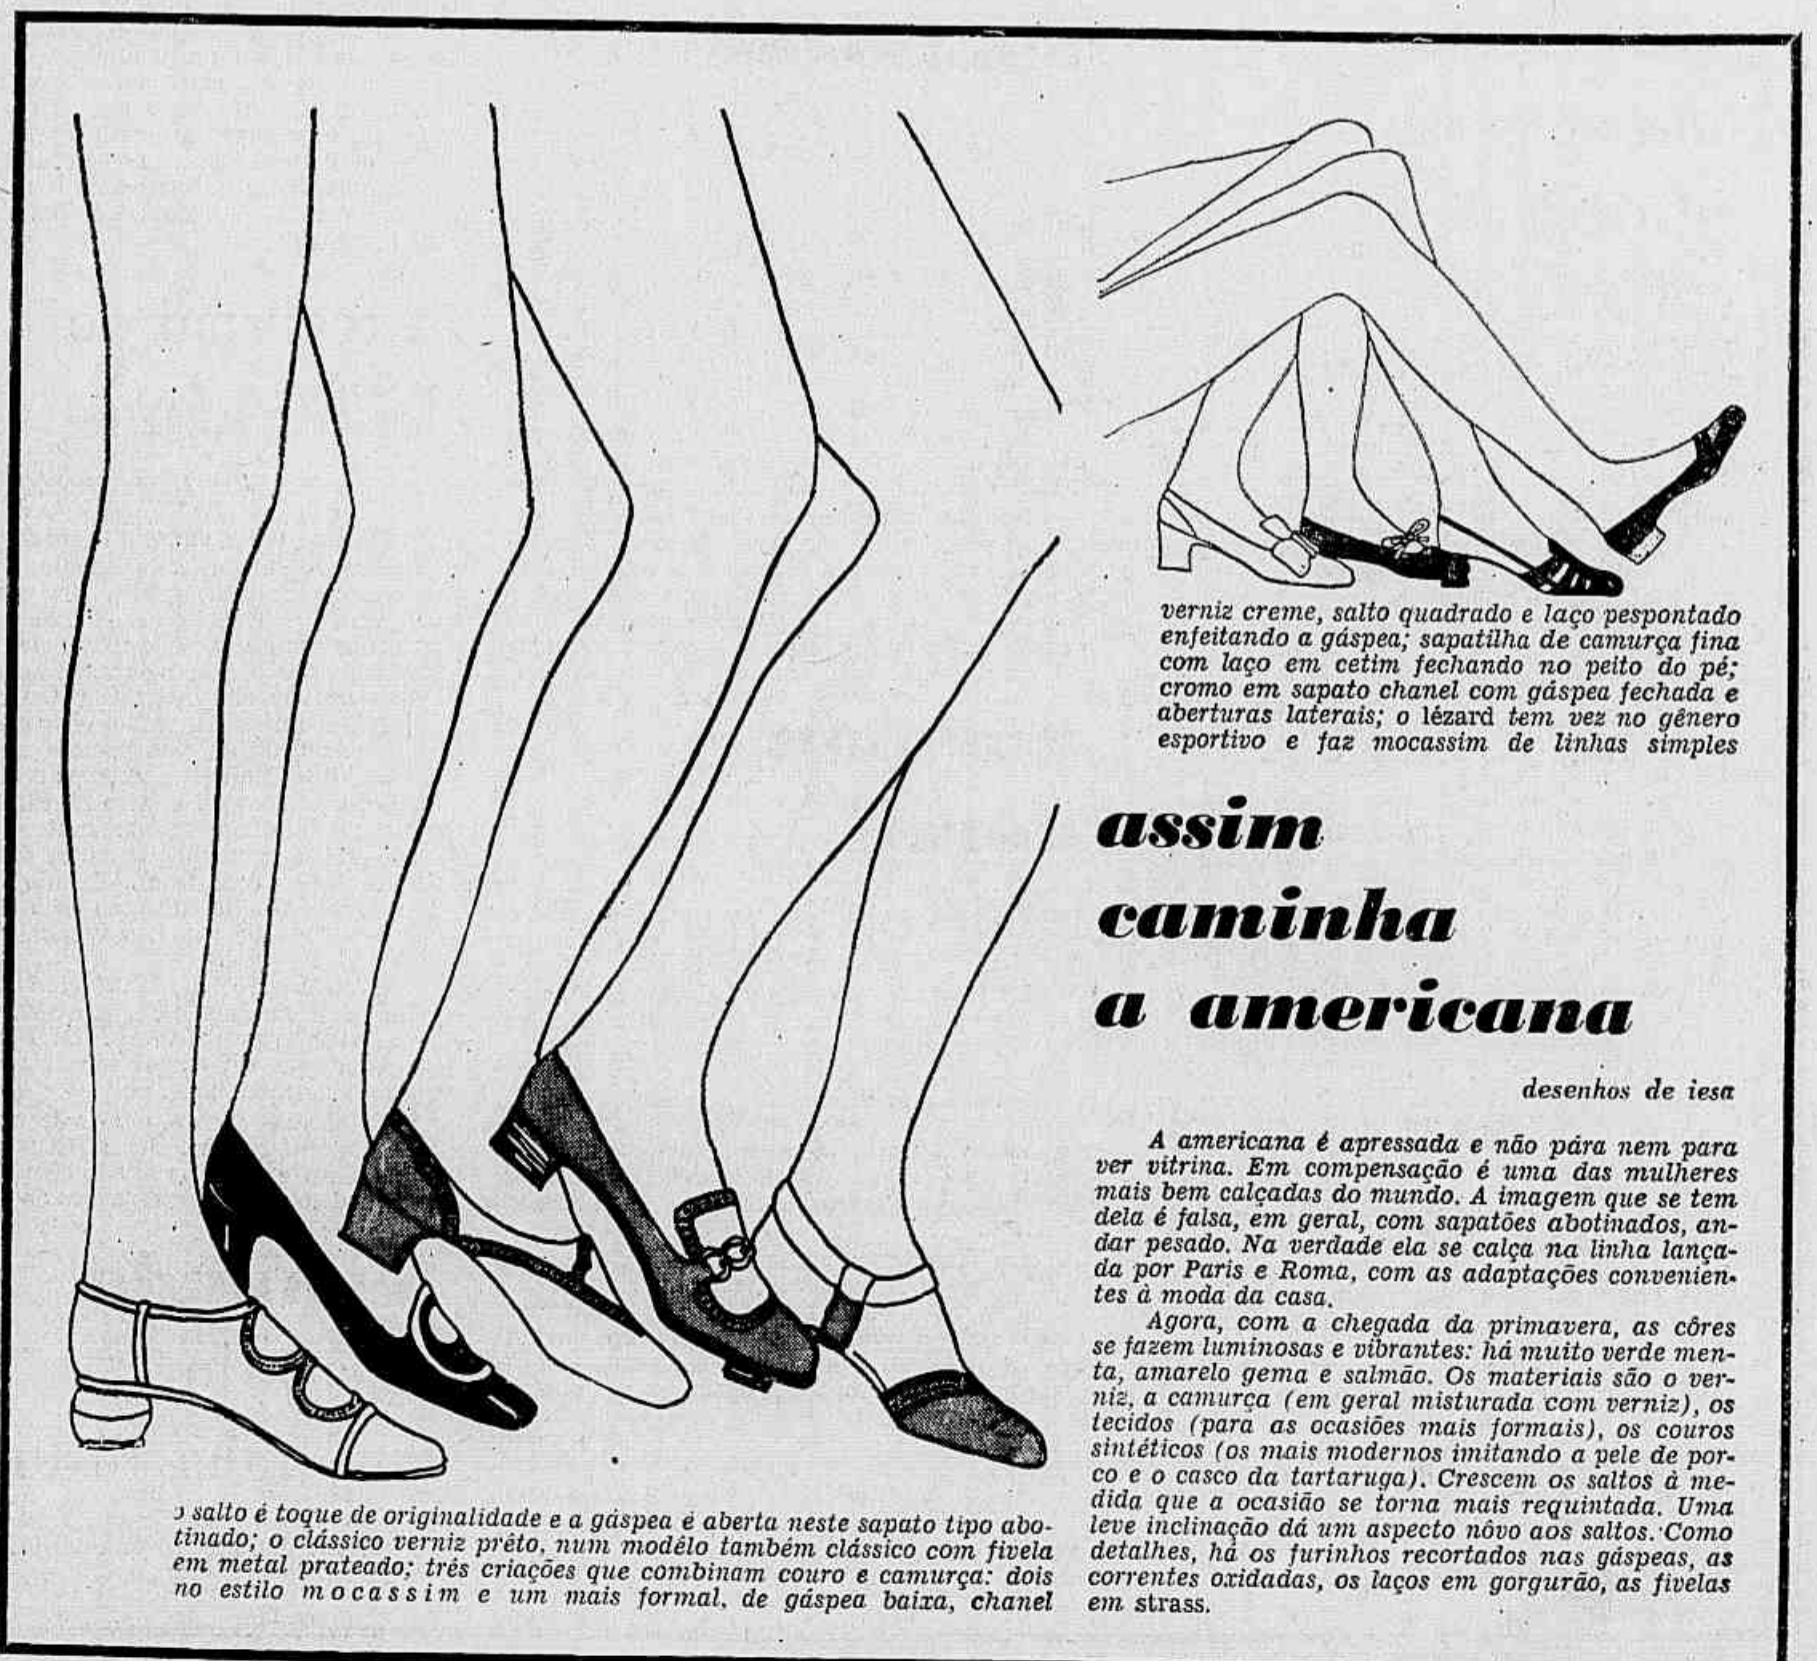 verniz creme, salto quadrado e laço pespontado
enfeitando a gáspea; sapatilha de camurça fina
com laço em cetim fechando no peito do pé;
cromo em sapato chanel com gáspea fechada e
aberturas laterais; o lézard tem vez no gênero
esportivo e faz mocassim de linhas simples
assim
caminha
a americana
desenhos de iesa
A americana é apressada e não pára nem para
ver vitrina. Em compensação é uma das mulheres
mais bem calçadas do mundo. A imagem que se tem
dela é falsa, em geral, com sapatões abotinados, an-
dar pesado. Na verdade ela se calça na linha lança-
da por Paris e Roma, com as adaptações convenien-
tes à moda da casa.
Agora, com a chegada da primavera, as côres
se fazem luminosas e vibrantes: há muito verde men-
ta, amarelo gema e salmão. Os materiais são o ver-
niz, a camurça (em geral misturada com verniz), os
tecidos (para as ocasiões mais formais), os couros
sintéticos (os mais modernos imitando a pele de por-
co e o casco da tartaruga). Crescem os saltos à me-
dida que a ocasião se torna mais requintada. Uma
leve inclinação dá um aspecto nôvo aos saltos. Como
detalhes, há os furinhos recortados nas gáspeas, as
correntes oxidadas, os laços em gorgurão, as fivelas
em strass.
o salto é toque de originalidade e a gáspea é aberta neste sapato tipo abo-
tinado; o clássico verniz prêto, num modêlo também clássico com fivela
em metal prateado; três criações que combinam couro e camurça: dois
no estilo mocassim e um mais formal, de gáspea baixa, chanel